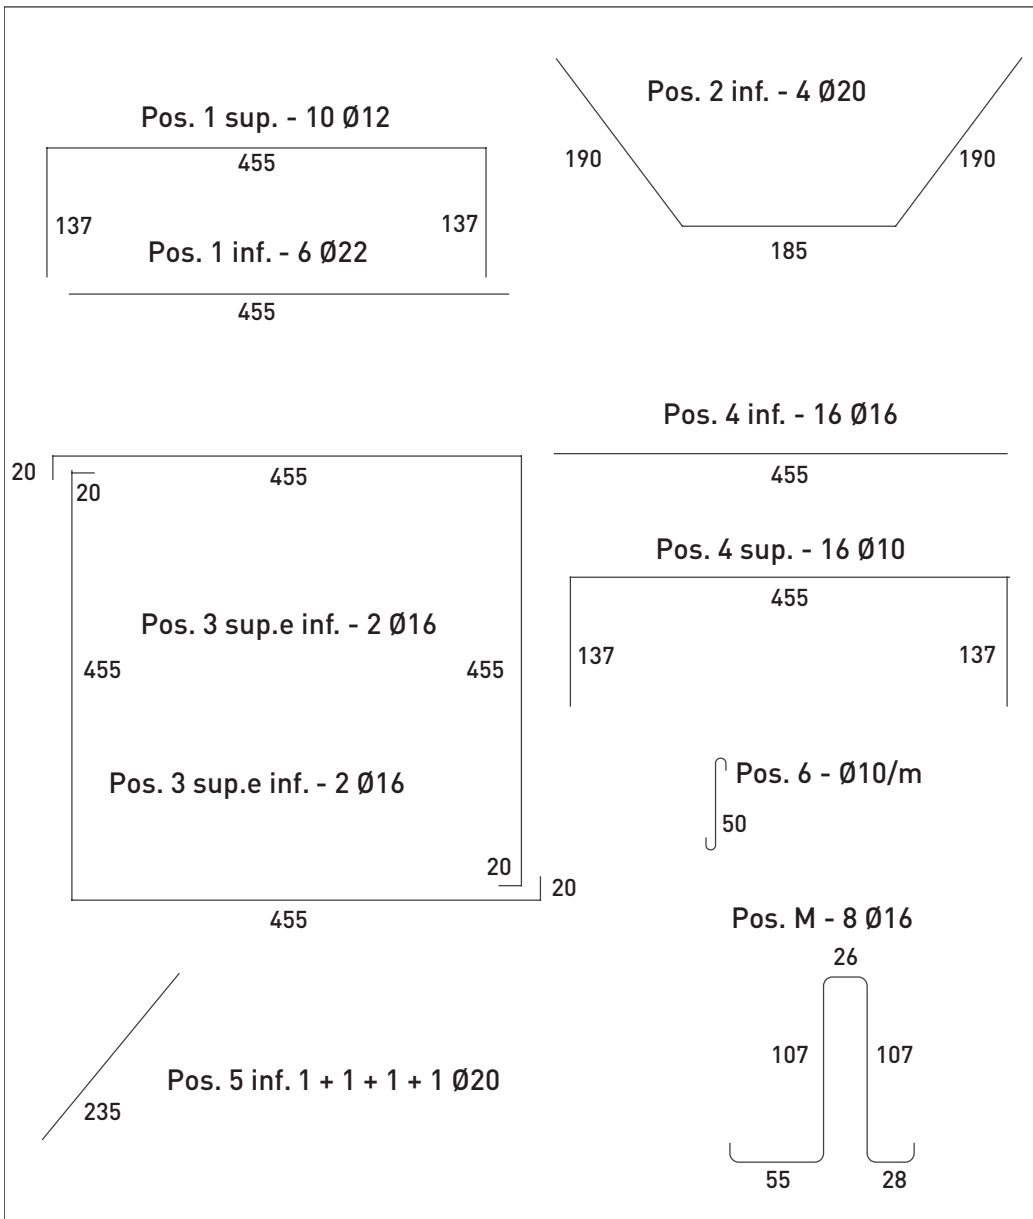 Pos. 1 sup. - 10 Ø12
455
137
137
Pos. 1 inf. - 6 Ø22
455
Pos. 2 inf. - 4 Ø20
190
190
185
20
455
20
Pos. 3 sup.e inf. - 2 Ø16
455
455
Pos. 3 sup.e inf. - 2 Ø16
20
20
455
Pos. 4 inf. - 16 Ø16
455
Pos. 4 sup. - 16 Ø10
455
137
137
Pos. 6 - Ø10/m
50
Pos. M - 8 Ø16
26
107
107
55
28
Pos. 5 inf. 1 + 1 + 1 + 1 Ø20
235